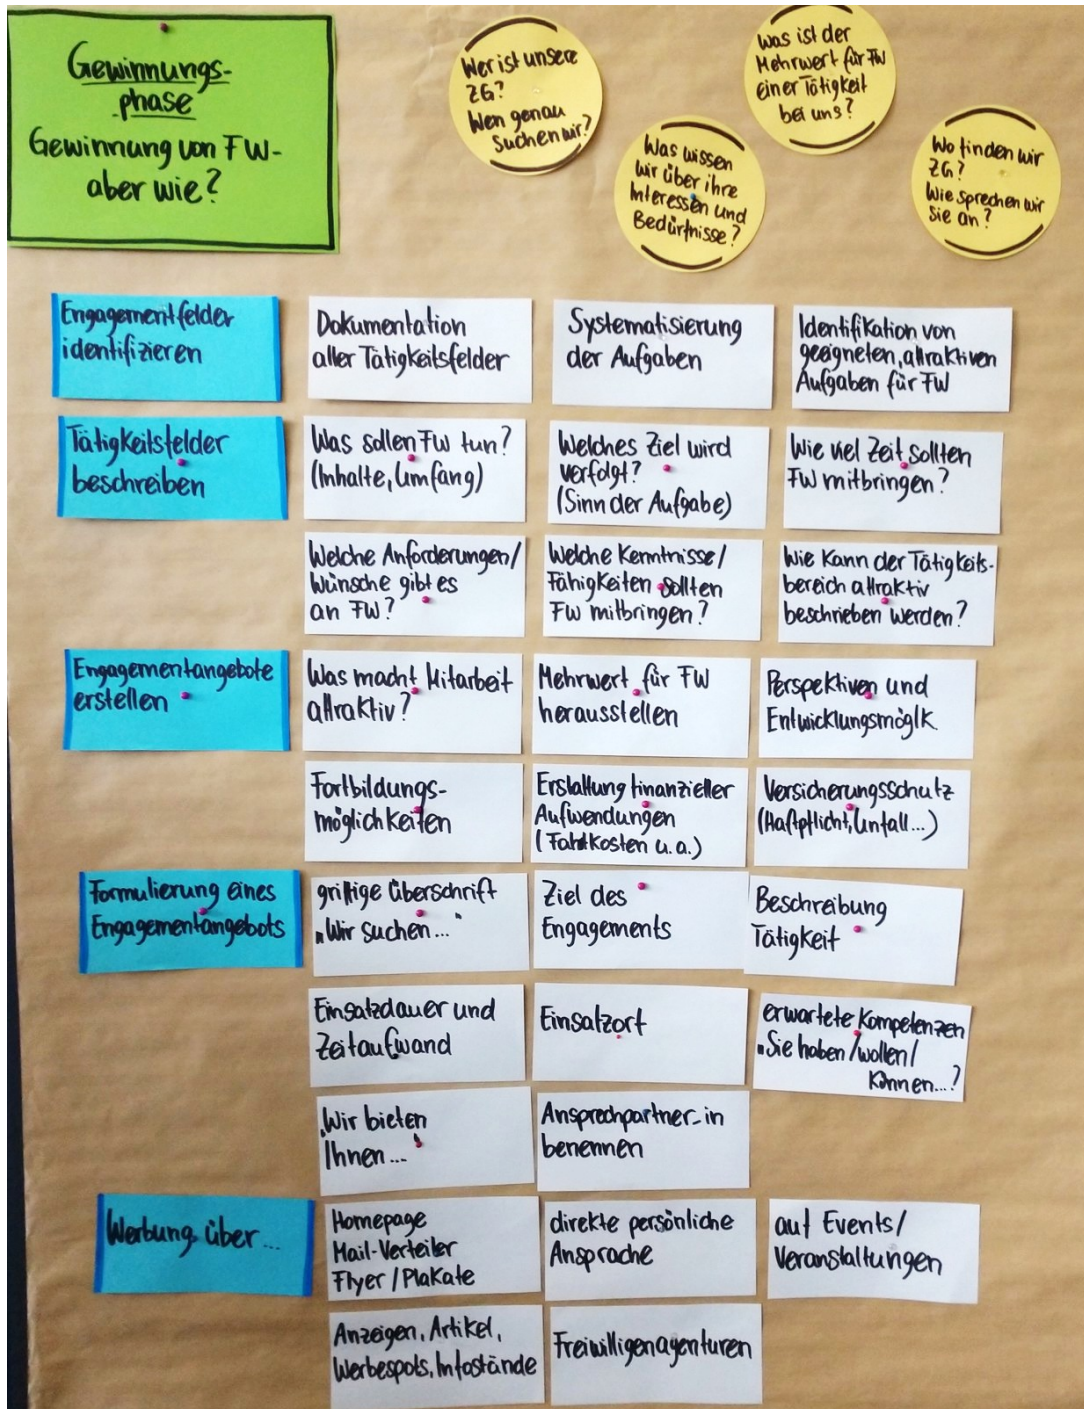 Gewinnungs-
phase
Gewinnung von FW-
aber wie?
Wer ist unsere
ZG?
Wen genau
Suchen wir?
Was wissen
wir über ihre
Interessen und
Bedürfnisse?
Was ist der
Mehrwert für FW
einer Tätigkeit
bei uns?
Wo finden wir
ZG?
Wie sprechen wir
Sie an?
Engagementfelder
identifizieren
Dokumentation
aller Tätigkeitsfelder
Systematisierung
der Aufgaben
Identifikation von
geeigneten, attraktiven
Aufgaben für FW
Tätigkeitsfelder
beschreiben
Was sollen FW tun?
(Inhalte, Umfang)
Welches Ziel wird
verfolgt?
(Sinn der Aufgabe)
Wie viel Zeit sollten
FW mitbringen?
Welche Anforderungen/
Wünsche gibt es
an FW?
Welche Kenntnisse/
Fähigkeiten sollten
FW mitbringen?
Wie kann der Tätigkeits-
bereich attraktiv
beschrieben werden?
Engagementangebote
erstellen
Was macht Mitarbeit
attraktiv?
Mehrwert für FW
herausstellen
Perspektiven und
Entwicklungsmöglk.
Fortbildungs-
möglichkeiten
Erstattung finanzieller
Aufwendungen
(Fahrtkosten u.a.)
Versicherungsschutz
(Haftpflicht, Unfall...)
Formulierung eines
Engagementangebots
griffige Überschrift
„Wir suchen..."
Ziel des
Engagements
Beschreibung
Tätigkeit
Einsatzdauer und
Zeitaufwand
Einsatzort
erwartete Kompetenzen
„Sie haben/wollen/
können...?
„Wir bieten
Ihnen..."
Ansprechpartner_in
benennen
Werbung über...
Homepage
Mail-Verteiler
Flyer/Plakate
direkte persönliche
Ansprache
auf Events/
Veranstaltungen
Anzeigen, Artikel,
Werbespots, Infostände
Freiwilligenagenturen